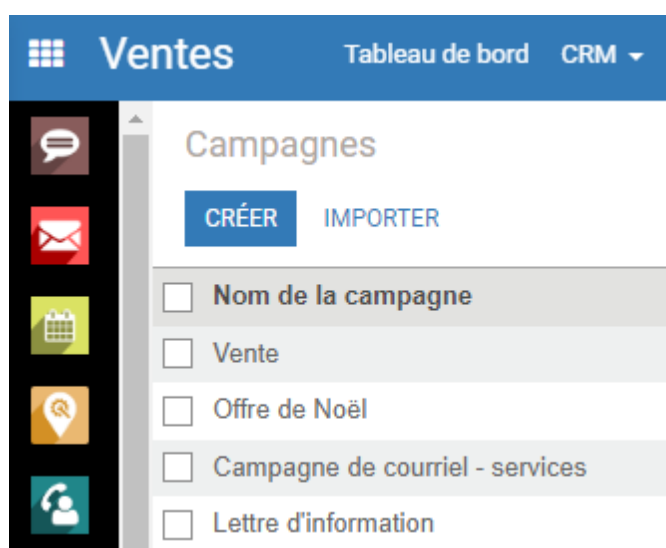 Ventes Tableau de bord CRM
Campagnes
CRÉER IMPORTER
Nom de la campagne
Vente
Offre de Noël
Campagne de courriel - services
Lettre d'information